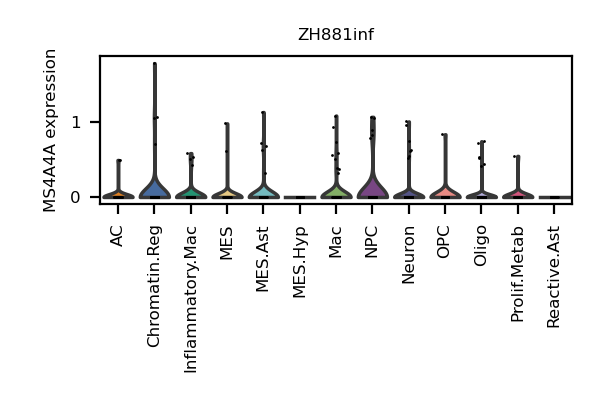 ZH881inf
MS4A4A expression
1
0
AC
Chromatin.Reg
Inflammatory.Mac
MES
MES.Ast
MES.Hyp
Mac
NPC
Neuron
OPC
Oligo
Prolif.Metab
Reactive.Ast